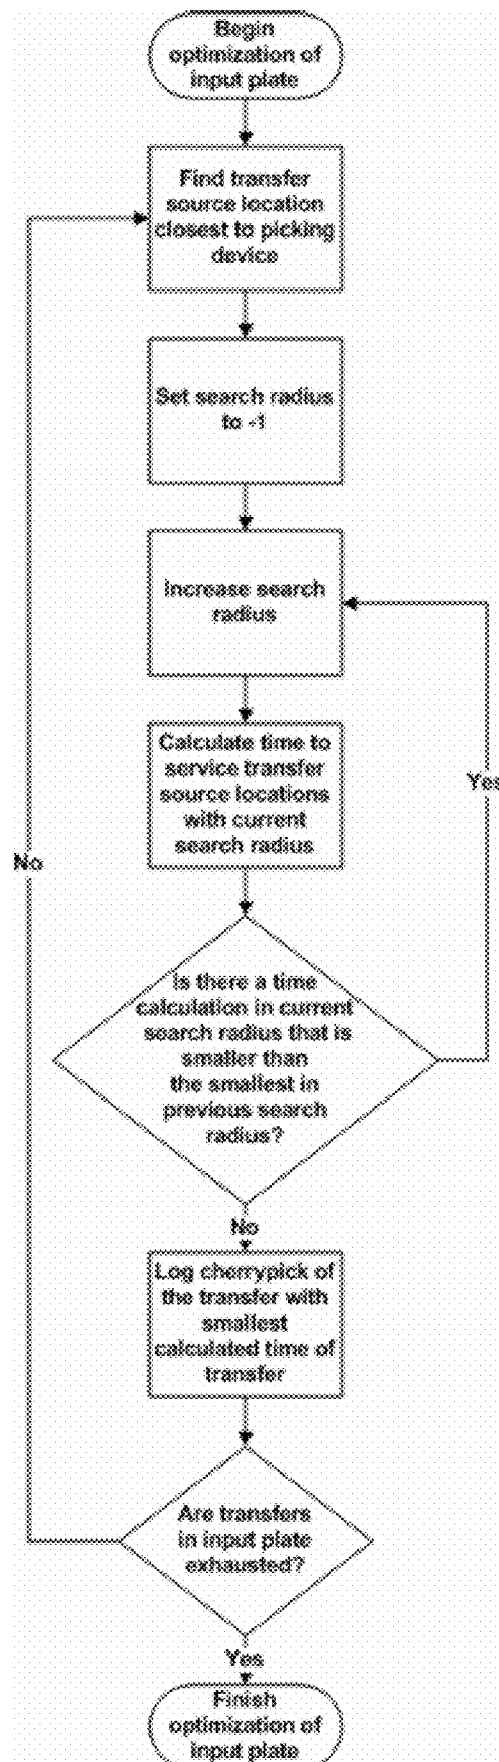 Begin
optimization of
input plate
Find transfer
source location
closest to picking
device
Set search radius
to -1
Increase search
radius
Calculate time to
service transfer
source locations
with current
search radius
Yes
No
Is there a time
calculation in current
search radius that is
smaller than
the smallest in
previous search
radius?
No
Log cherrypick of
the transfer with
smallest
calculated time of
transfer
Are transfers
in input plate
exhausted?
Yes
Finish
optimization of
input plate